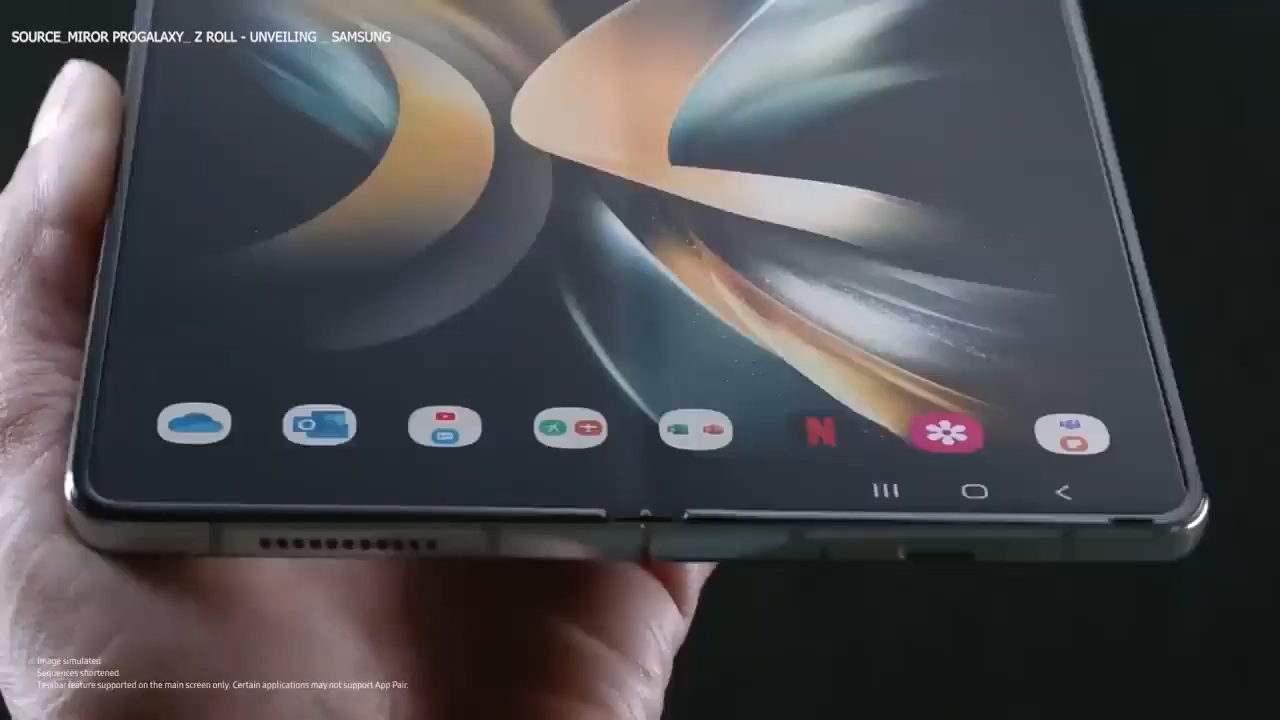 SOURCE_MIROR PROGALAXY_ Z ROLL - UNVEILING _ SAMSUNG
N
Image simulated
Sequences shortened.
Taskbar feature supported on the main screen only. Certain applications may not support App Pair.